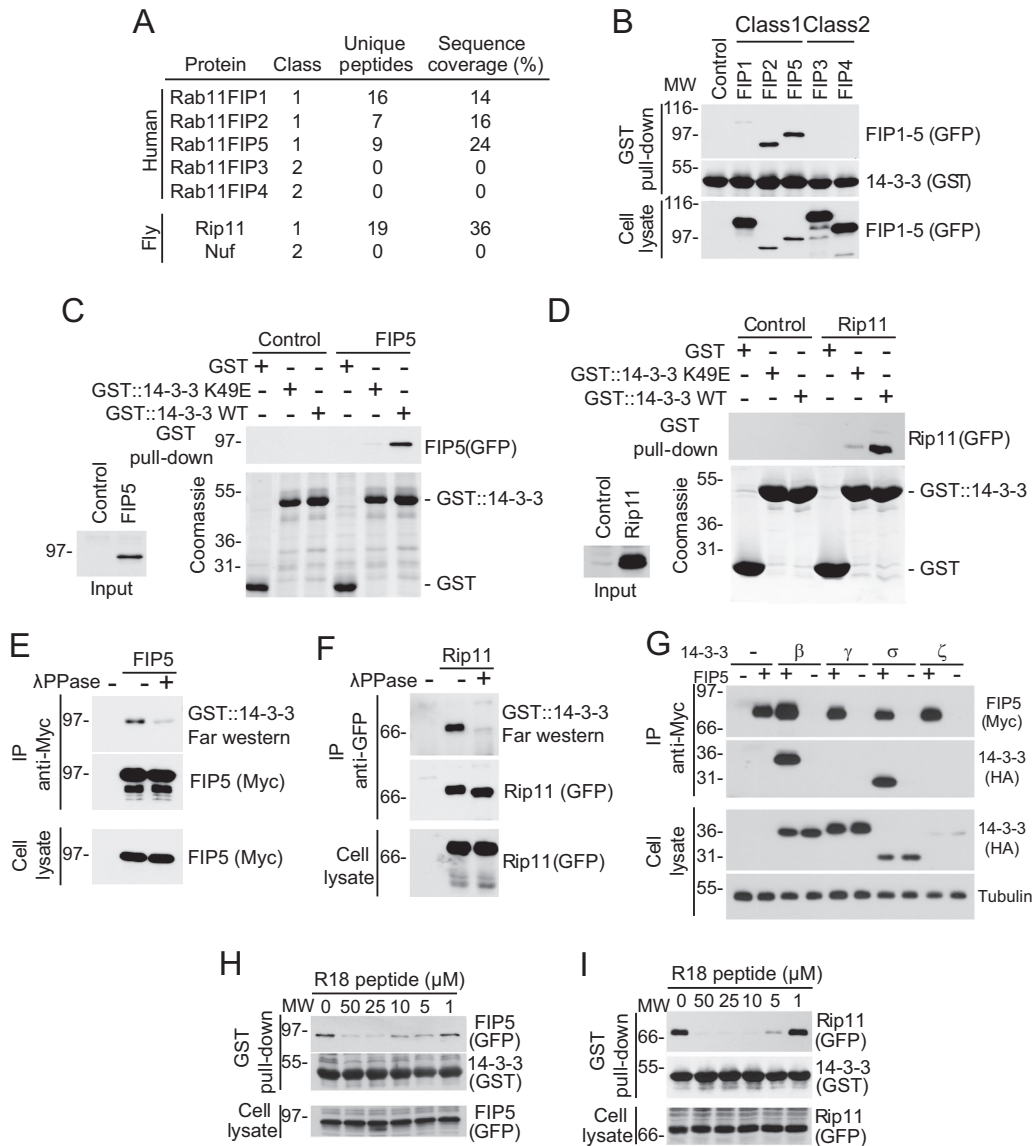 A
Unique Sequence
Protein Class peptides coverage (%)
Human
Rab11FIP1 1 16 14
Rab11FIP2 1 7 16
Rab11FIP5 1 9 24
Rab11FIP3 2 0 0
Rab11FIP4 2 0 0
Fly
Rip11 1 19 36
Nuf 2 0 0
B
Class1 Class2
MW Control FIP1 FIP2 FIP5 FIP3 FIP4
GST pull-down
116-
97-
FIP1-5 (GFP)
55-
14-3-3 (GST)
Cell lysate
116-
97-
FIP1-5 (GFP)
C
Control FIP5
GST + - - + - -
GST::14-3-3 K49E - + - - + -
GST::14-3-3 WT - - + - - +
GST pull-down
97-
FIP5(GFP)
Coomassie
55-
36-
31-
- GST::14-3-3
- GST
Control FIP5
97-
Input
D
Control Rip11
GST + - - + - -
GST::14-3-3 K49E - + - - + -
GST::14-3-3 WT - - + - - +
GST pull-down
Rip11(GFP)
Coomassie
55-
36-
31-
- GST::14-3-3
- GST
Control Rip11
Input
E
FIP5
λPPase - - +
IP anti-Myc
97-
GST::14-3-3
Far western
97-
FIP5 (Myc)
Cell lysate
97-
FIP5 (Myc)
F
Rip11
λPPase - - +
IP anti-GFP
66-
GST::14-3-3
Far western
66-
Rip11 (GFP)
Cell lysate
66-
Rip11(GFP)
G
14-3-3 - β γ σ ζ
FIP5 - + + - + - + - + -
IP anti-Myc
97-
66-
FIP5 (Myc)
36-
31-
14-3-3 (HA)
Cell lysate
36-
31-
14-3-3 (HA)
55-
Tubulin
H
R18 peptide (µM)
MW 0 50 25 10 5 1
GST pull-down
97-
FIP5 (GFP)
55-
14-3-3 (GST)
Cell lysate
97-
FIP5 (GFP)
I
R18 peptide (µM)
MW 0 50 25 10 5 1
GST pull-down
66-
Rip11 (GFP)
55-
14-3-3 (GST)
Cell lysate
66-
Rip11 (GFP)